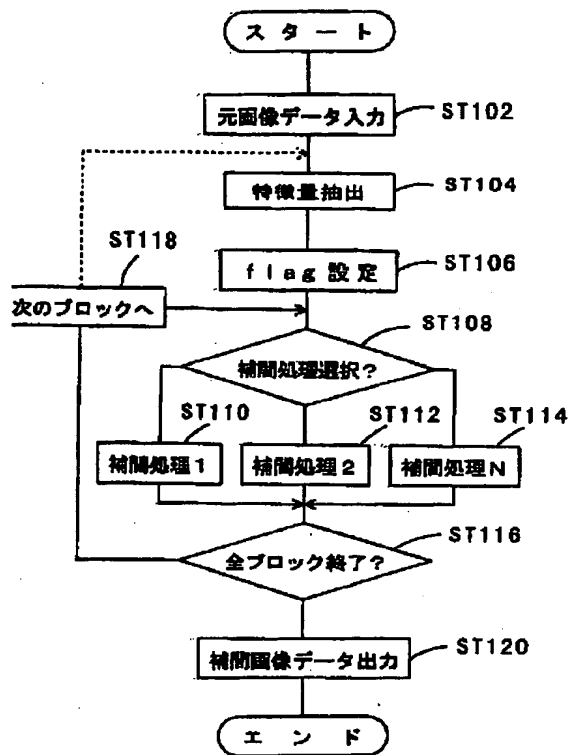 スタート
元画像データ入力
ST102
特徴量抽出
ST104
ST118
flag 設定
ST106
次のブロックへ
ST108
補間処理選択?
ST110
ST112
ST114
補間処理1
補間処理2
補間処理N
ST116
全ブロック終了?
補間画像データ出力
ST120
エンド